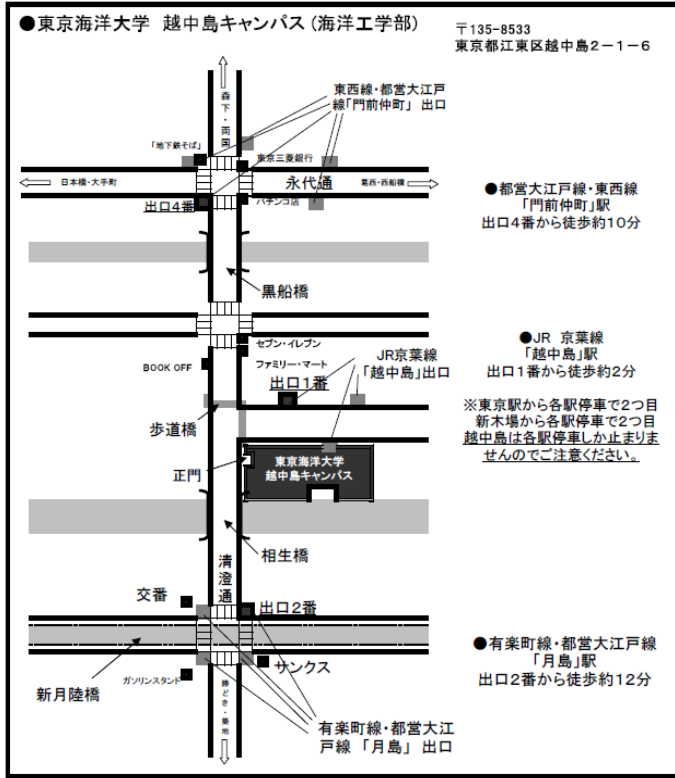 ●東京海洋大学 越中島キャンパス(海洋工学部)
〒135-8533
東京都江東区越中島2-1-6
森下・両国
東西線・都営大江戸
線「門前仲町」 出口
「地下鉄そば」
東京三菱銀行
日本橋・大手町
永代通
葛西・西船橋
出口4番
パチンコ店
●都営大江戸線・東西線
「門前仲町」駅
出口4番から徒歩約10分
黒船橋
セブン・イレブン
ファミリー・マート
BOOK OFF
JR京葉線
「越中島」出口
出口1番
●JR 京葉線
「越中島」駅
出口1番から徒歩約2分
※東京駅から各駅停車で2つ目
新木場から各駅停車で2つ目
越中島は各駅停車しか止まりま
せんのでご注意ください。
歩道橋
正門
東京海洋大学
越中島キャンパス
相生橋
清澄通
交番
出口2番
新月陸橋
ガソリンスタンド
サンクス
勝どき・築地
有楽町線・都営大江
戸線 「月島」 出口
●有楽町線・都営大江戸線
「月島」駅
出口2番から徒歩約12分